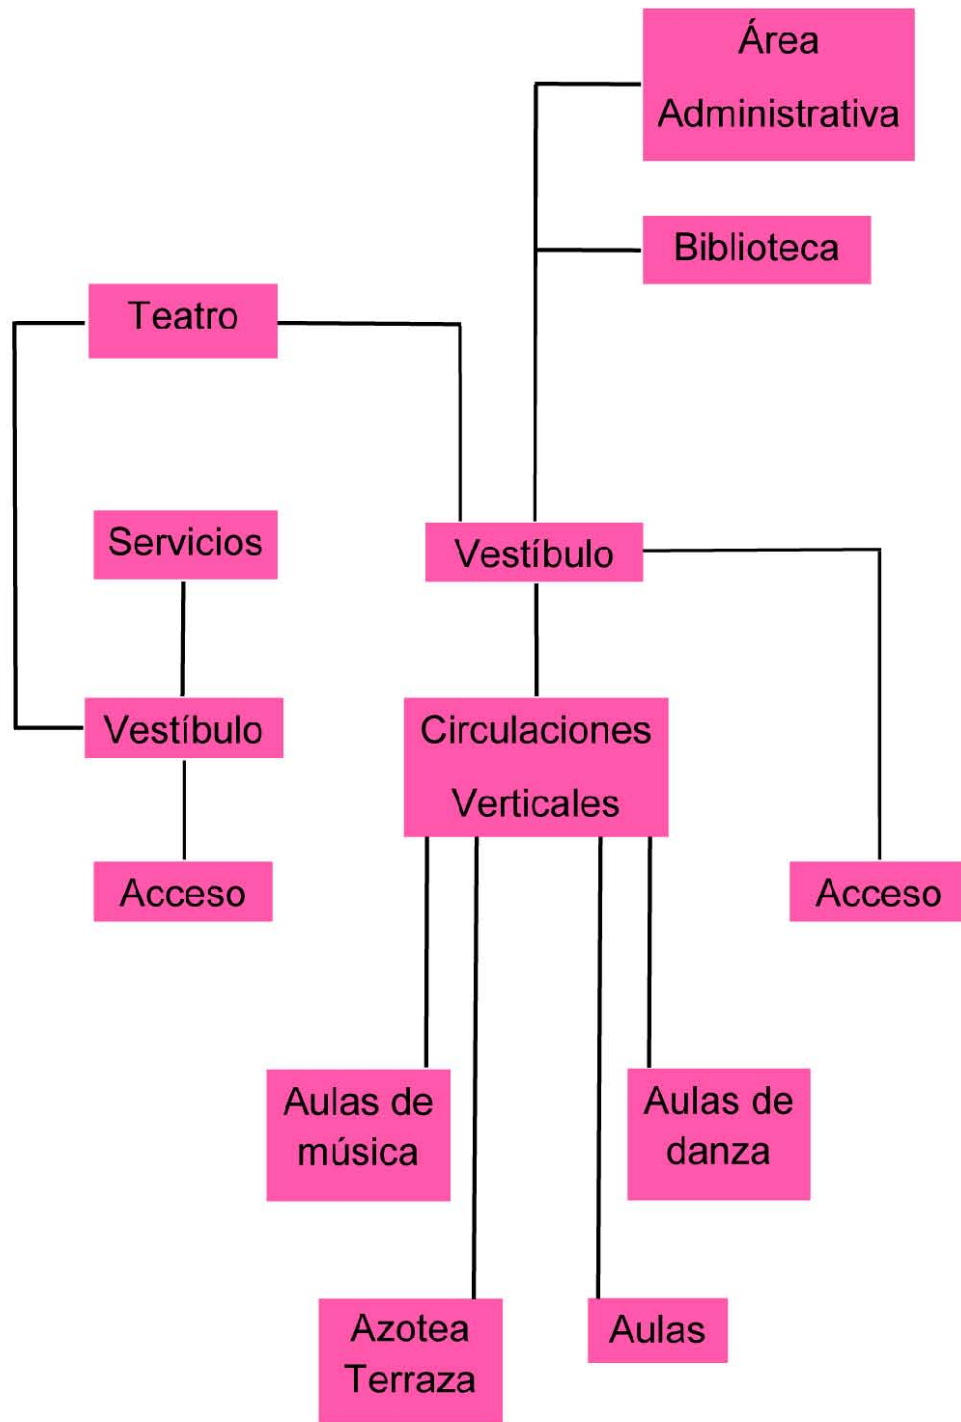 Área
Administrativa
Biblioteca
Teatro
Servicios
Vestíbulo
Vestíbulo
Circulaciones
Verticales
Acceso
Acceso
Aulas de
música
Aulas de
danza
Azotea
Terraza
Aulas